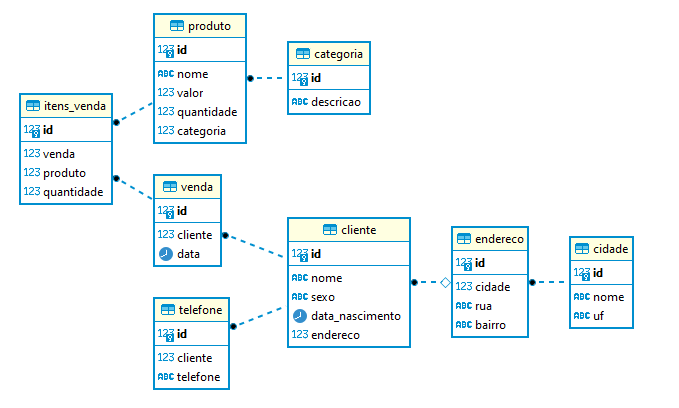 produto
123 id
ABC nome
123 valor
123 quantidade
123 categoria
categoria
123 id
ABC descricao
itens_venda
123 id
123 venda
123 produto
123 quantidade
venda
123 id
123 cliente
data
telefone
123 id
123 cliente
ABC telefone
cliente
123 id
ABC nome
ABC sexo
data_nascimento
123 endereco
endereco
123 id
123 cidade
ABC rua
ABC bairro
cidade
123 id
ABC nome
ABC uf